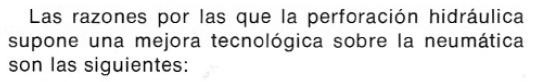 Las razones por las que la perforación hidráulica
supone una mejora tecnológica sobre la neumática
son las siguientes: